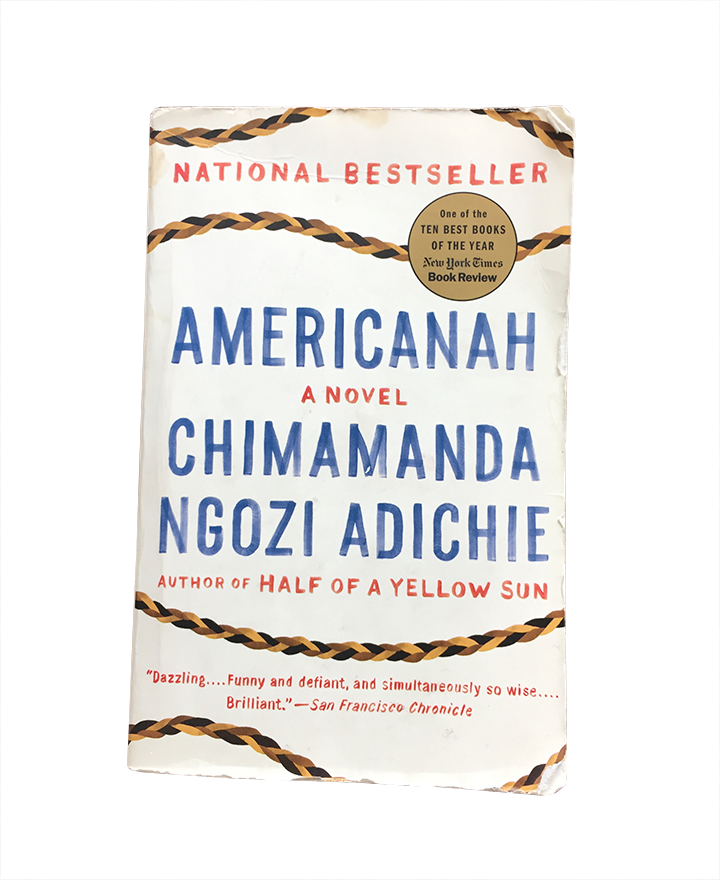 NATIONAL BESTSELLER
One of the
TEN BEST BOOKS
OF THE YEAR
New York Times
Book Review
AMERICANAH
A NOVEL
CHIMAMANDA
NGOZI ADICHIE
AUTHOR OF HALF OF A YELLOW SUN
"Dazzling.... Funny and defiant, and simultaneously so wise....
Brilliant."—San Francisco Chronicle